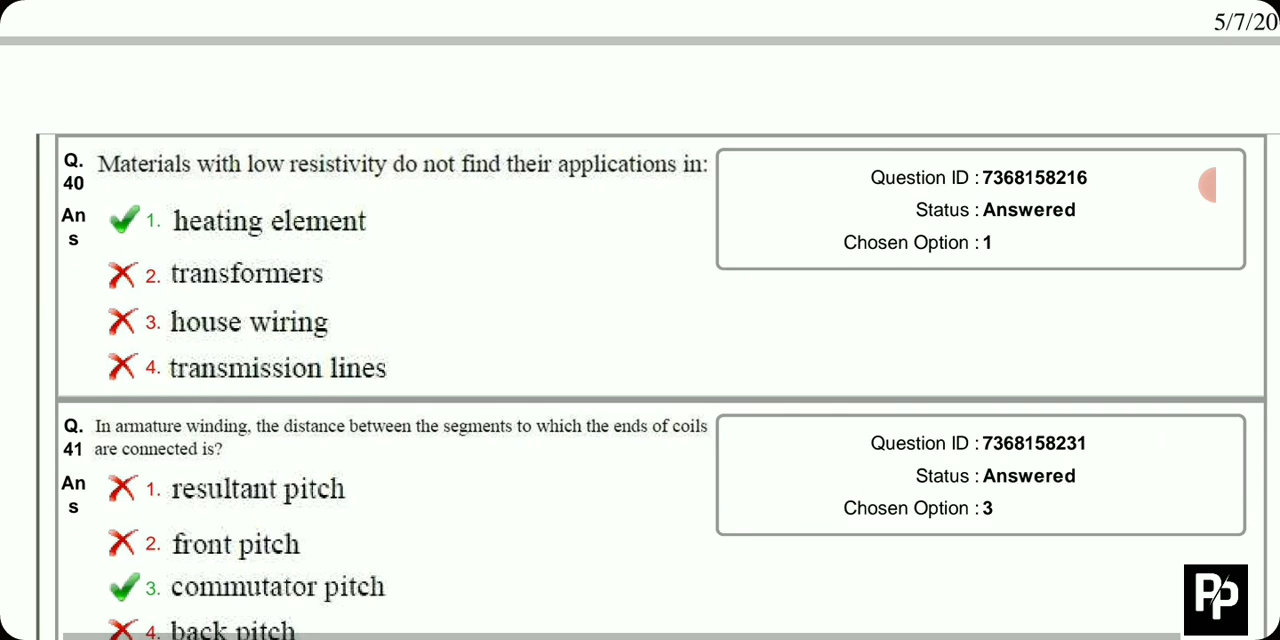 5/7/20
Q. 40 Materials with low resistivity do not find their applications in:
Question ID : 7368158216
Status : Answered
Chosen Option : 1
Ans 1. heating element
2. transformers
3. house wiring
4. transmission lines
Q. 41 In armature winding, the distance between the segments to which the ends of coils
are connected is?
Question ID : 7368158231
Status : Answered
Chosen Option : 3
Ans 1. resultant pitch
2. front pitch
3. commutator pitch
4. back pitch
Pp